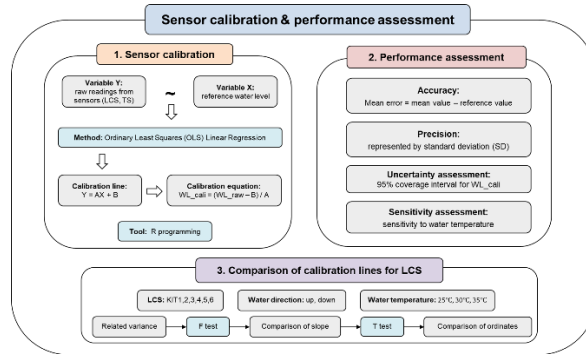 Sensor calibration & performance assessment
1. Sensor calibration
Variable Y:
raw readings from
sensors (LCS, TS)
~
Variable X:
reference water level
Method: Ordinary Least Squares (OLS) Linear Regression
Calibration line:
Y = AX + B
Calibration equation:
WL_cali = (WL_raw – B) / A
Tool: R programming
2. Performance assessment
Accuracy:
Mean error = mean value – reference value
Precision:
represented by standard deviation (SD)
Uncertainty assessment:
95% coverage interval for WL_cali
Sensitivity assessment:
sensitivity to water temperature
3. Comparison of calibration lines for LCS
LCS: KIT1,2,3,4,5,6
Water direction: up, down
Water temperature: 25℃, 30℃, 35℃
Related variance
F test
Comparison of slope
T test
Comparison of ordinates